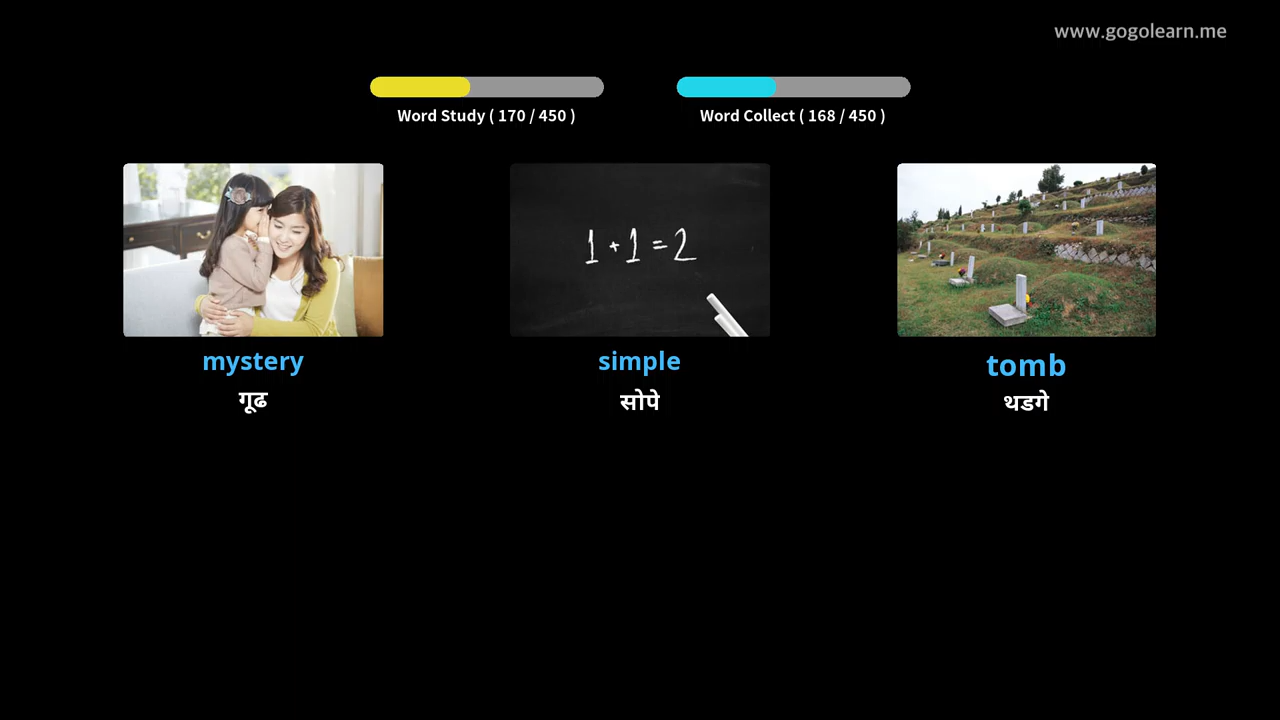 www.gogolearn.me
Word Study ( 170 / 450 )
Word Collect ( 168 / 450 )
1 + 1 = 2
mystery
simple
tomb
गूढ
सोपे
थडगे